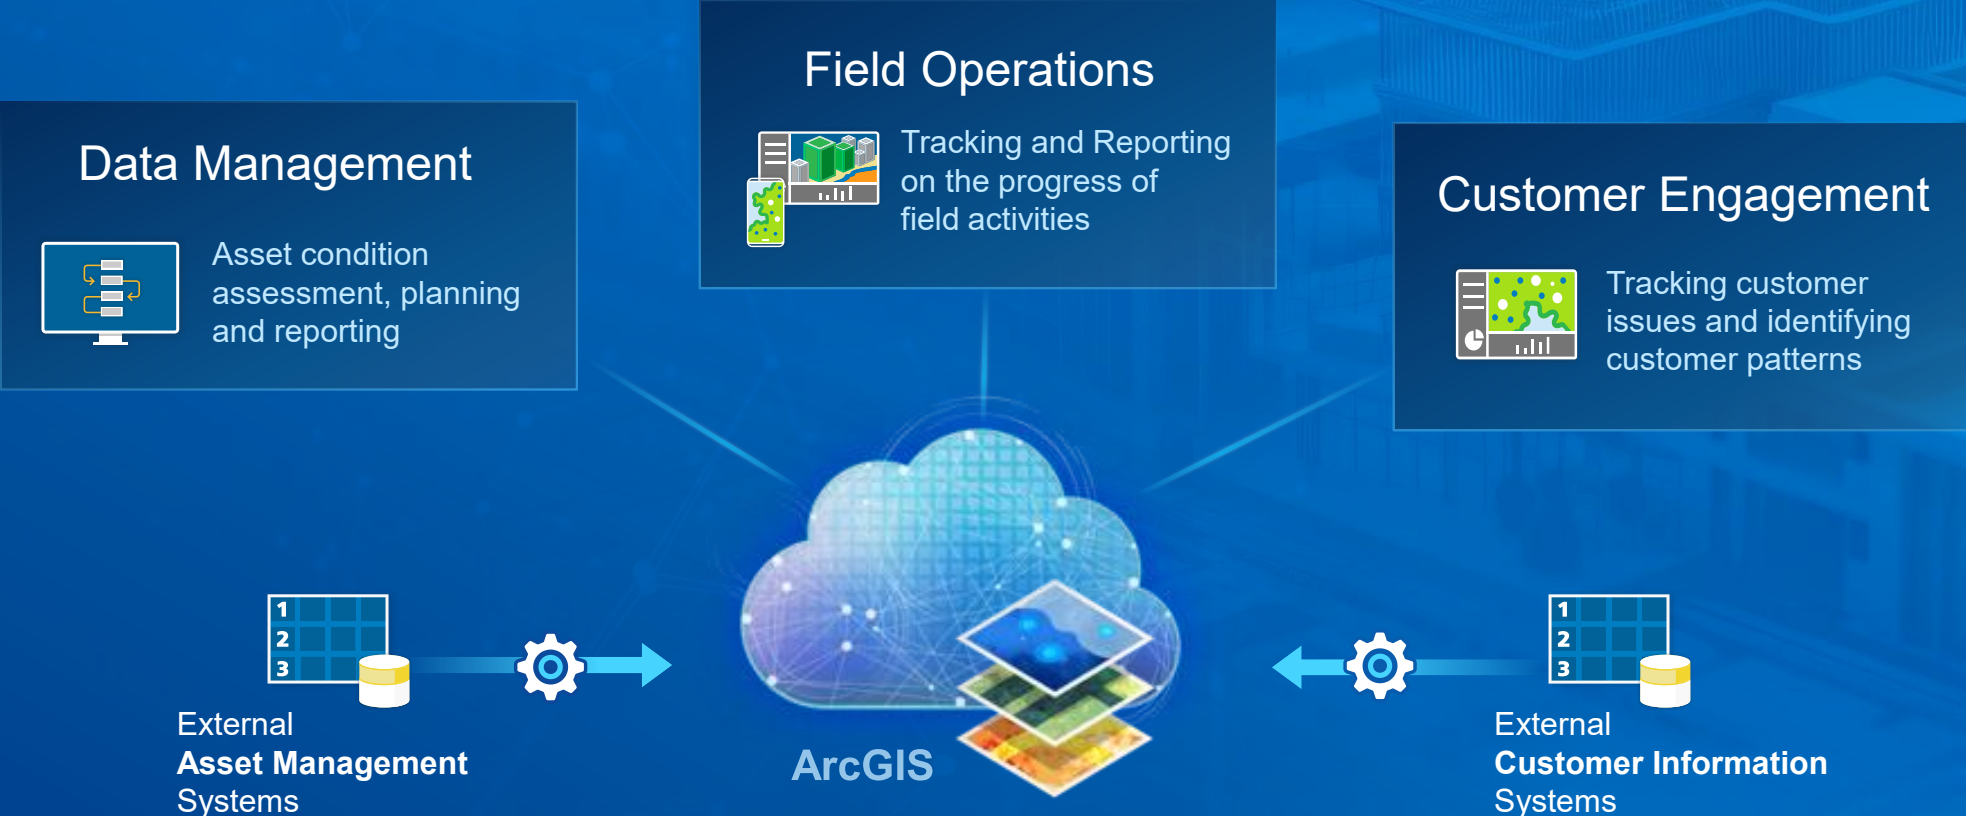 Field Operations
Tracking and Reporting
on the progress of
field activities
Data Management
Asset condition
assessment, planning
and reporting
Customer Engagement
Tracking customer
issues and identifying
customer patterns
1
2
3
External
Asset Management
Systems
ArcGIS
1
2
3
External
Customer Information
Systems